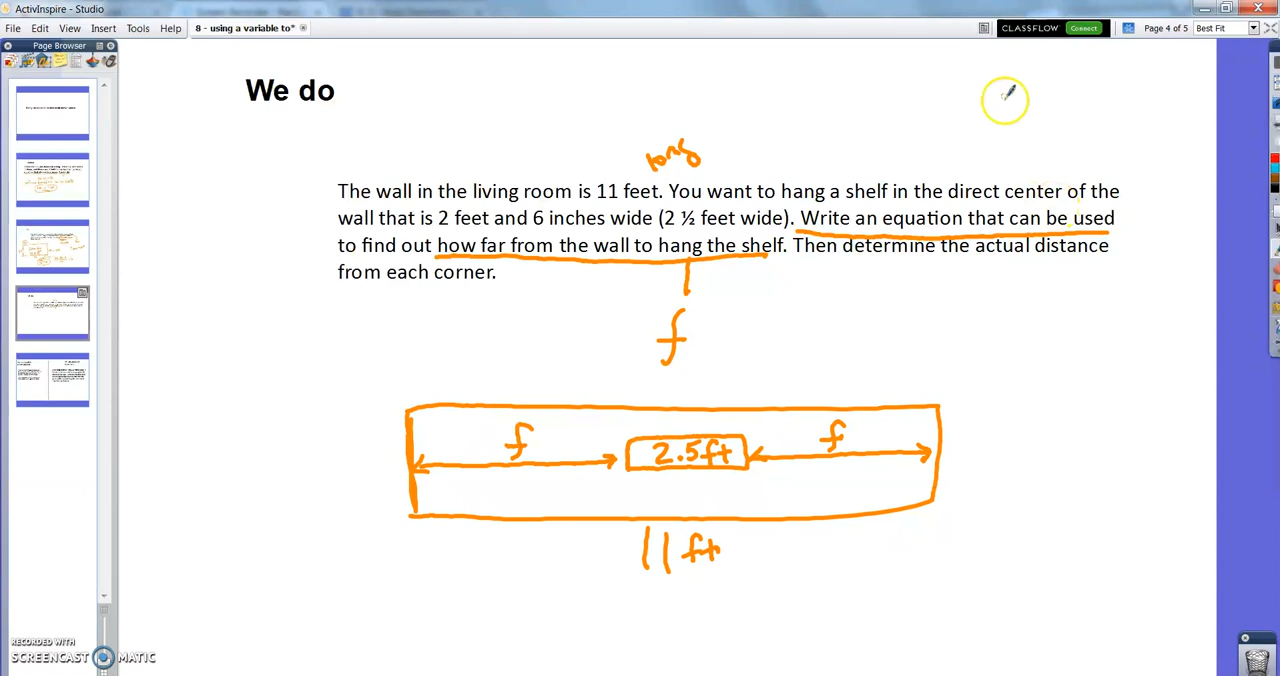 ActivInspire - Studio
File Edit View Insert Tools Help
8 - using a variable to*
CLASSFLOW Connect
Page 4 of 5
Best Fit
Page Browser
We do
long
The wall in the living room is 11 feet. You want to hang a shelf in the direct center of the
wall that is 2 feet and 6 inches wide (2 ½ feet wide). Write an equation that can be used
to find out how far from the wall to hang the shelf. Then determine the actual distance
from each corner.
f
f 2.5ft f
11 ft
RECORDED WITH
SCREENCAST MATIC